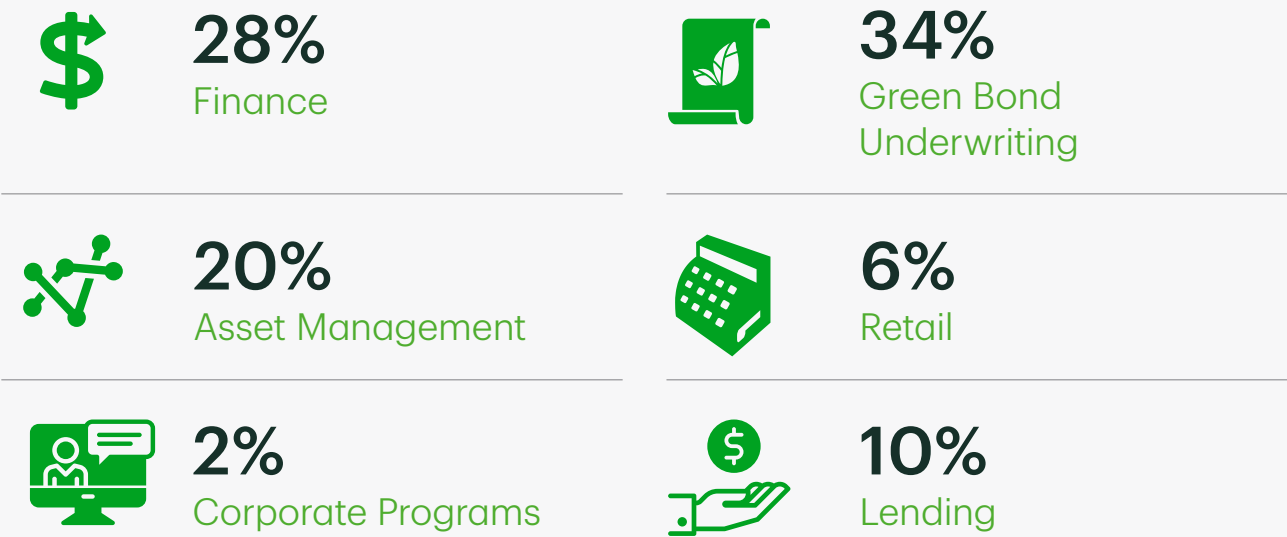 28%
Finance
34%
Green Bond
Underwriting
20%
Asset Management
6%
Retail
2%
Corporate Programs
$
10%
Lending